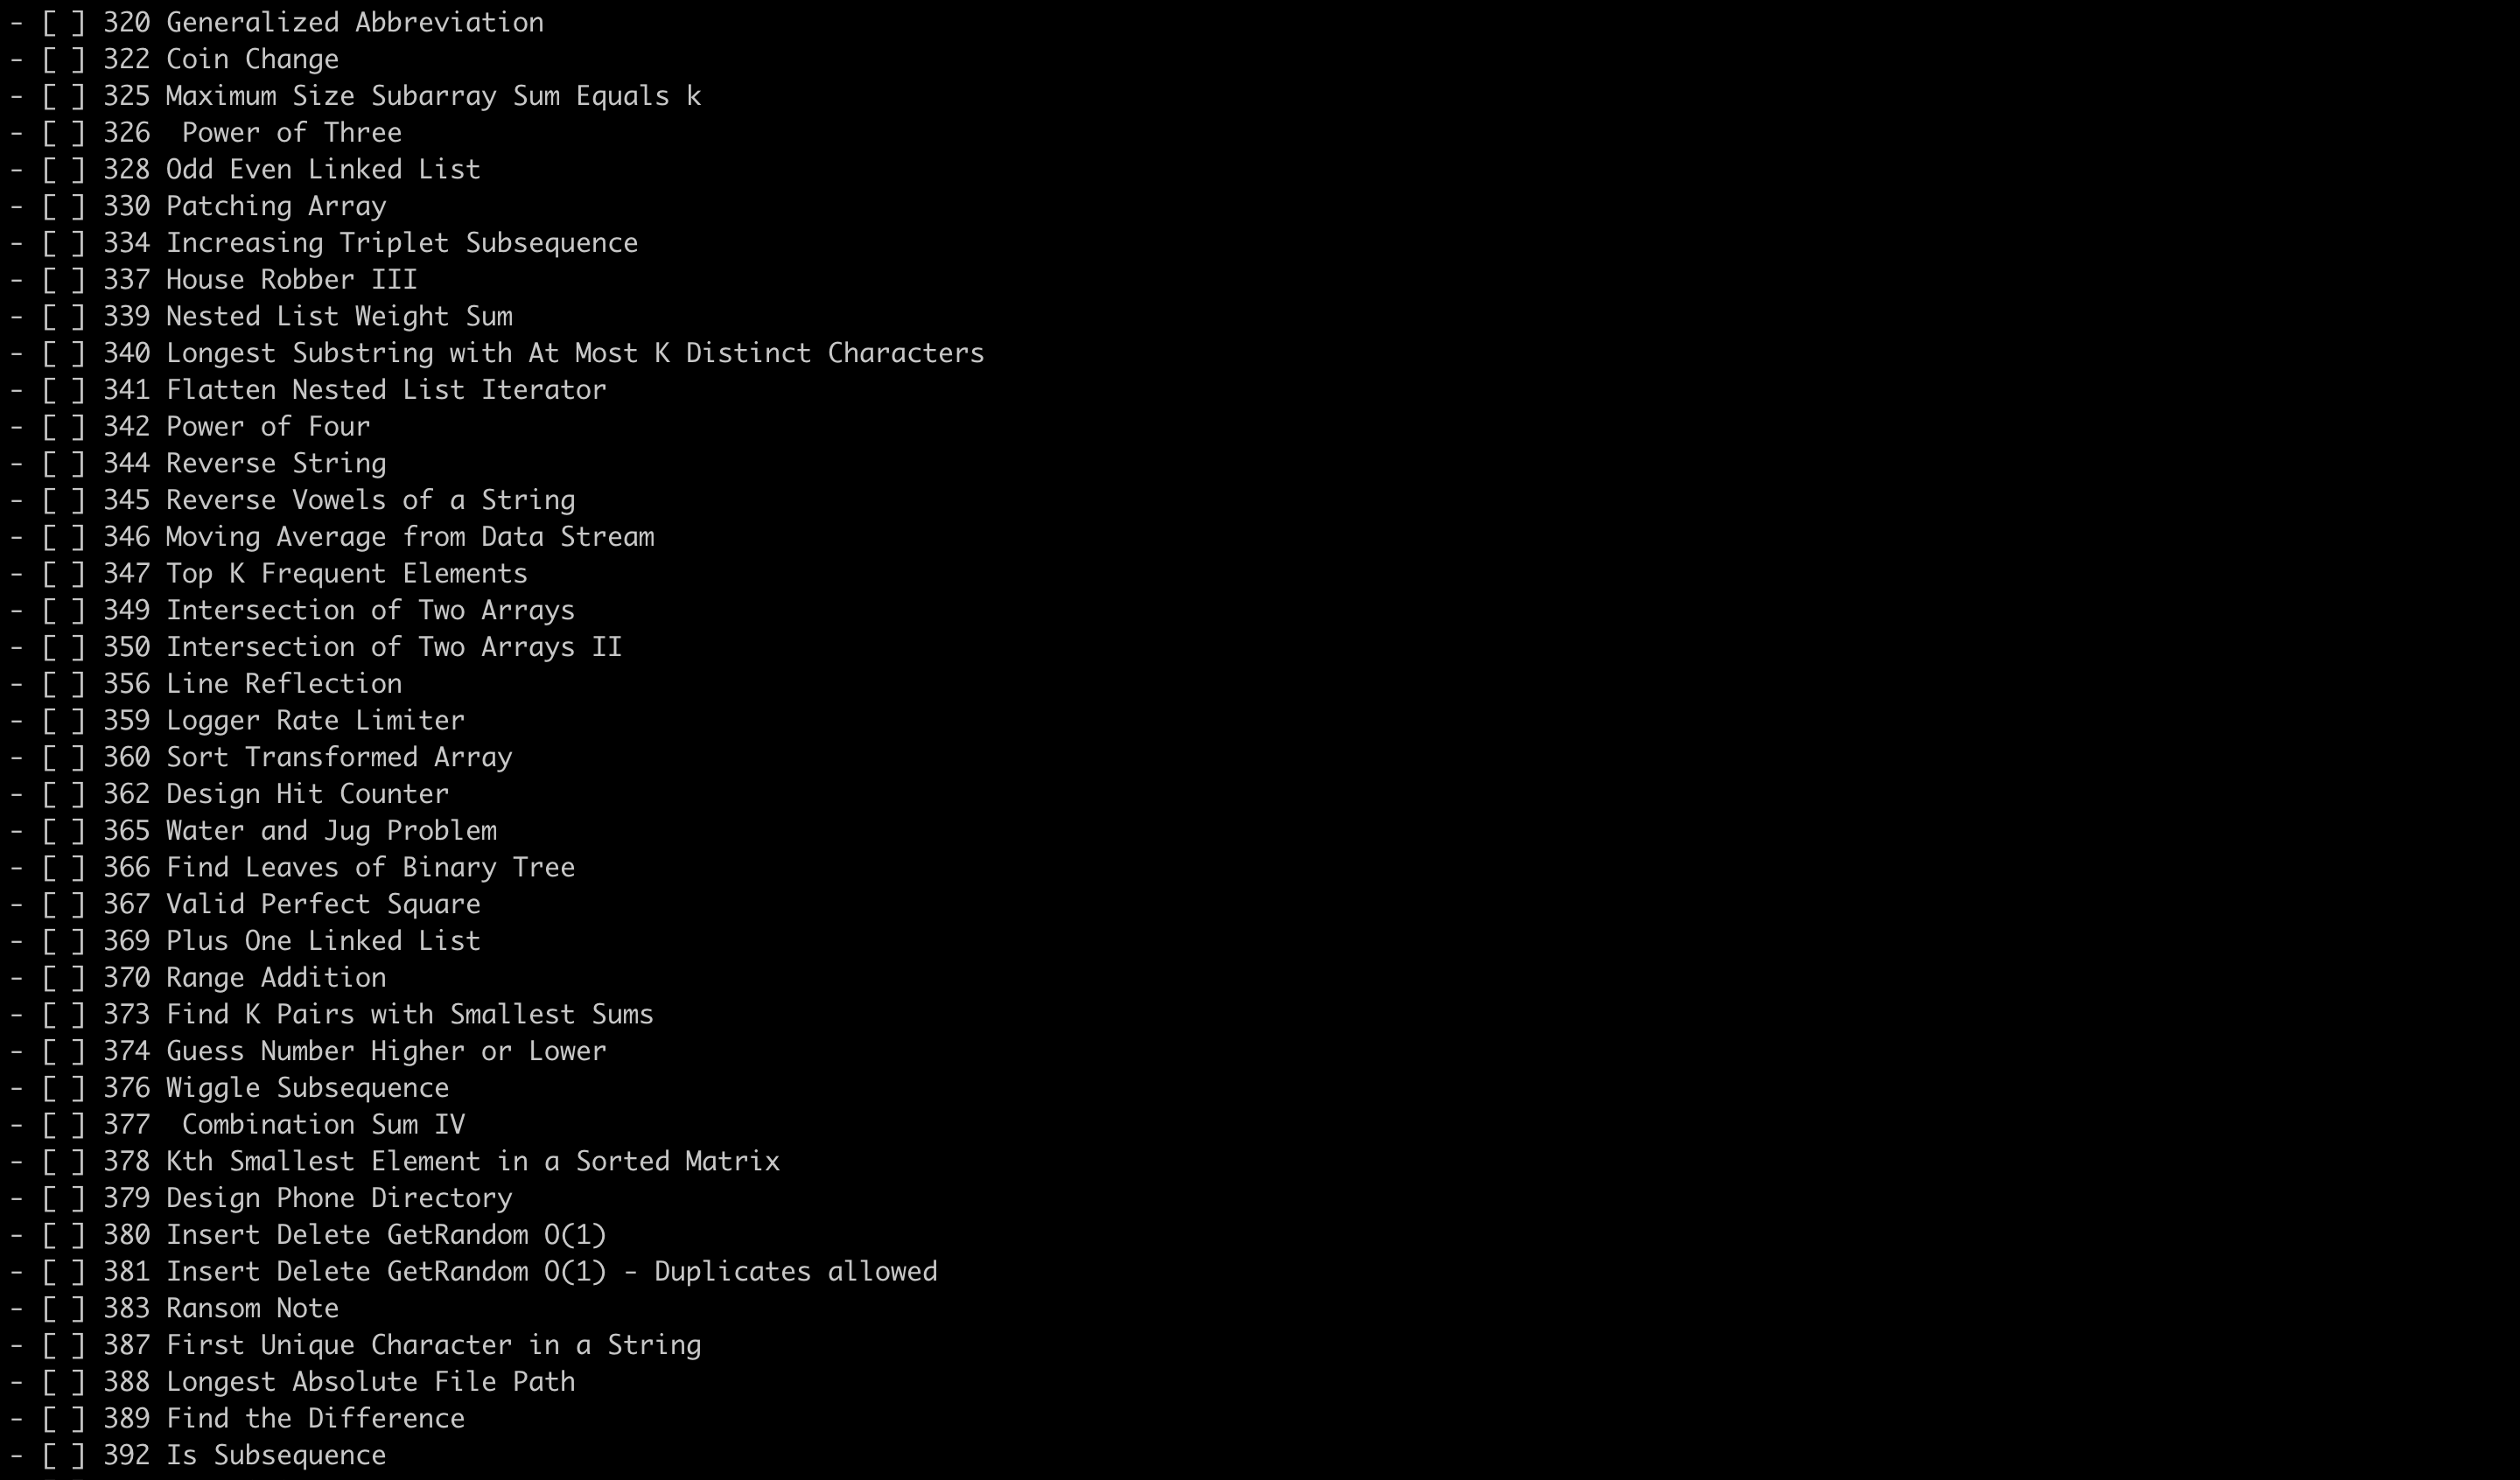 - [ ] 320 Generalized Abbreviation
- [ ] 322 Coin Change
- [ ] 325 Maximum Size Subarray Sum Equals k
- [ ] 326  Power of Three
- [ ] 328 Odd Even Linked List
- [ ] 330 Patching Array
- [ ] 334 Increasing Triplet Subsequence
- [ ] 337 House Robber III
- [ ] 339 Nested List Weight Sum
- [ ] 340 Longest Substring with At Most K Distinct Characters
- [ ] 341 Flatten Nested List Iterator
- [ ] 342 Power of Four
- [ ] 344 Reverse String
- [ ] 345 Reverse Vowels of a String
- [ ] 346 Moving Average from Data Stream
- [ ] 347 Top K Frequent Elements
- [ ] 349 Intersection of Two Arrays
- [ ] 350 Intersection of Two Arrays II
- [ ] 356 Line Reflection
- [ ] 359 Logger Rate Limiter
- [ ] 360 Sort Transformed Array
- [ ] 362 Design Hit Counter
- [ ] 365 Water and Jug Problem
- [ ] 366 Find Leaves of Binary Tree
- [ ] 367 Valid Perfect Square
- [ ] 369 Plus One Linked List
- [ ] 370 Range Addition
- [ ] 373 Find K Pairs with Smallest Sums
- [ ] 374 Guess Number Higher or Lower
- [ ] 376 Wiggle Subsequence
- [ ] 377  Combination Sum IV
- [ ] 378 Kth Smallest Element in a Sorted Matrix
- [ ] 379 Design Phone Directory
- [ ] 380 Insert Delete GetRandom O(1)
- [ ] 381 Insert Delete GetRandom O(1) - Duplicates allowed
- [ ] 383 Ransom Note
- [ ] 387 First Unique Character in a String
- [ ] 388 Longest Absolute File Path
- [ ] 389 Find the Difference
- [ ] 392 Is Subsequence